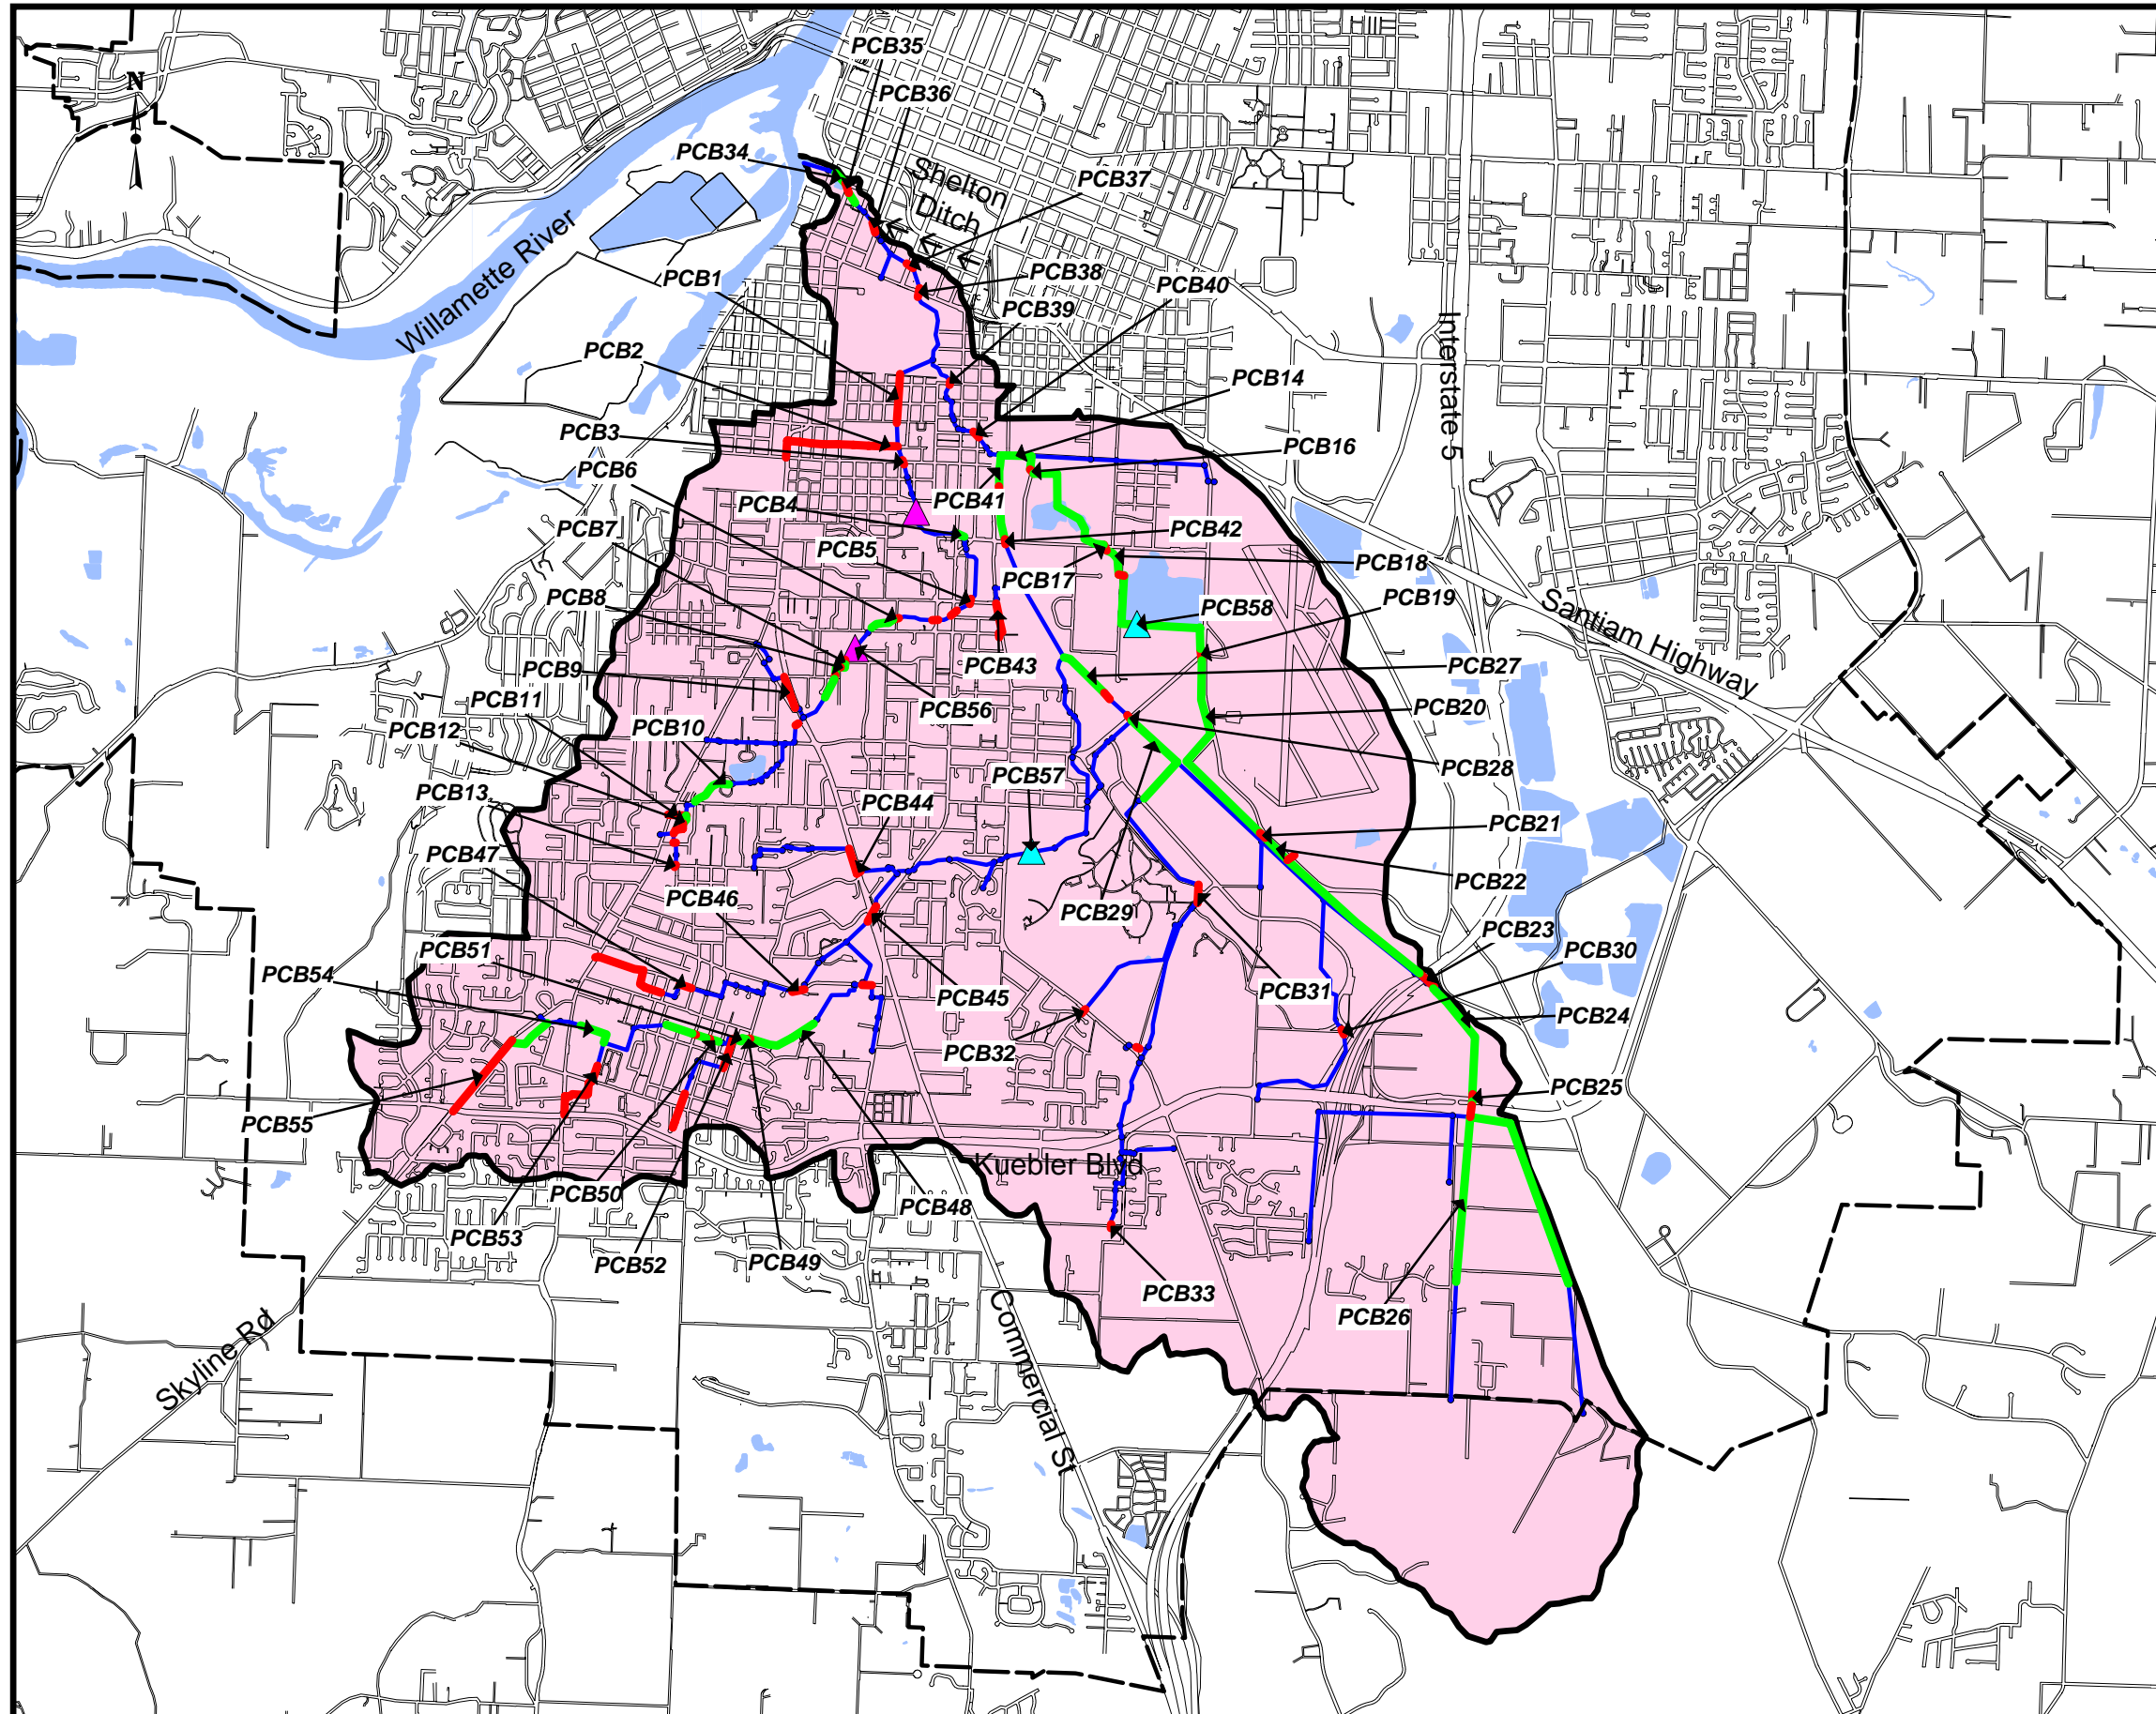 PCB35
N
PCB36
PCB34
Shelton
Ditch
PCB37
Willamette River
PCB1
PCB38
PCB40
PCB39
Interstate 5
PCB2
PCB14
PCB3
PCB16
PCB6
PCB4
PCB41
PCB7
PCB42
PCB5
PCB18
PCB17
PCB8
PCB58
PCB19
Santiam Highway
PCB43
PCB27
PCB9
PCB11
PCB56
PCB20
PCB12
PCB10
PCB28
PCB57
PCB13
PCB44
PCB21
PCB47
PCB22
PCB46
PCB29
PCB23
PCB51
PCB30
PCB54
PCB45
PCB31
PCB24
PCB32
PCB25
PCB55
Kuebler Blvd
PCB50
PCB48
PCB53
PCB52
PCB49
PCB33
PCB26
Skyline Rd
Commercial St